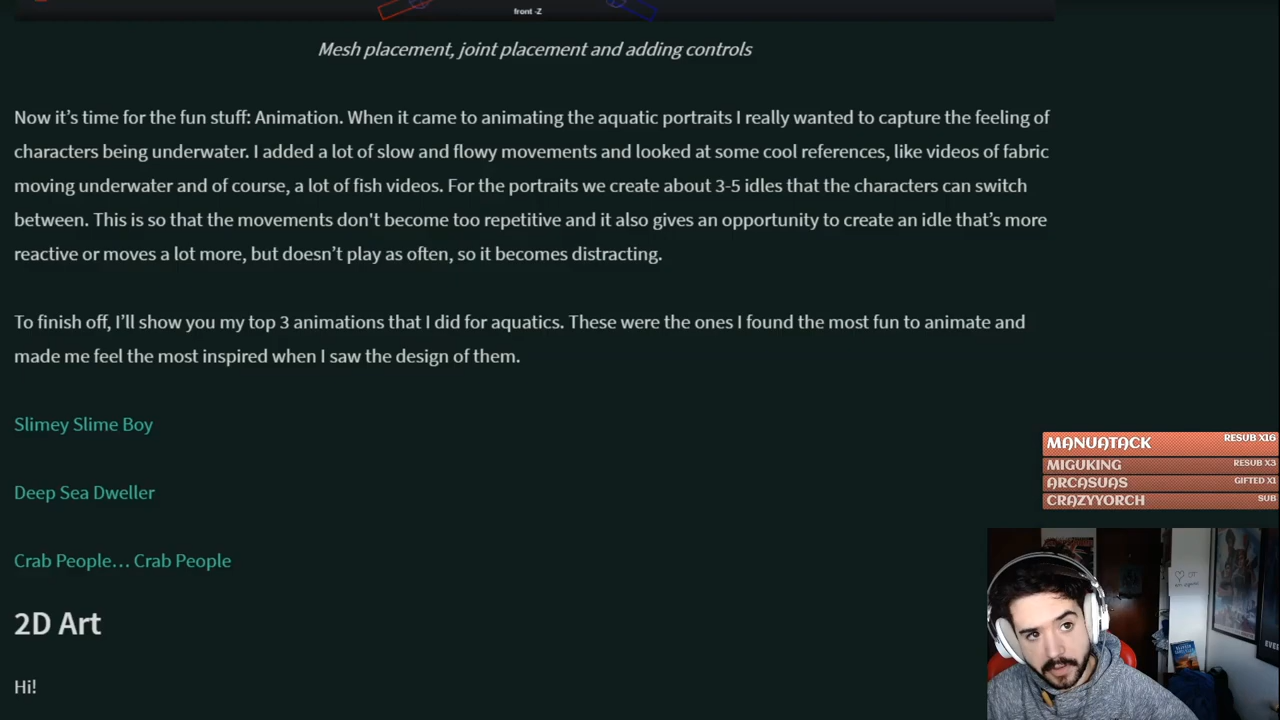 front -Z
Mesh placement, joint placement and adding controls
Now it’s time for the fun stuff: Animation. When it came to animating the aquatic portraits I really wanted to capture the feeling of
characters being underwater. I added a lot of slow and flowy movements and looked at some cool references, like videos of fabric
moving underwater and of course, a lot of fish videos. For the portraits we create about 3-5 idles that the characters can switch
between. This is so that the movements don't become too repetitive and it also gives an opportunity to create an idle that’s more
reactive or moves a lot more, but doesn’t play as often, so it becomes distracting.
To finish off, I’ll show you my top 3 animations that I did for aquatics. These were the ones I found the most fun to animate and
made me feel the most inspired when I saw the design of them.
Slimey Slime Boy
Deep Sea Dweller
Crab People… Crab People
2D Art
Hi!
MANUATACK RESUB X16
MIGUKING RESUB X3
ARCASUAS GIFTED X1
CRAZYYORCH SUB